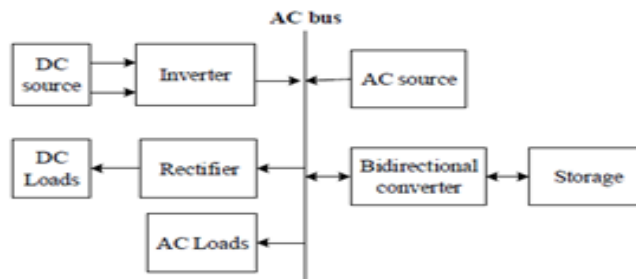 AC bus
DC
source
Inverter
AC source
DC
Loads
Rectifier
Bidirectional
converter
Storage
AC Loads